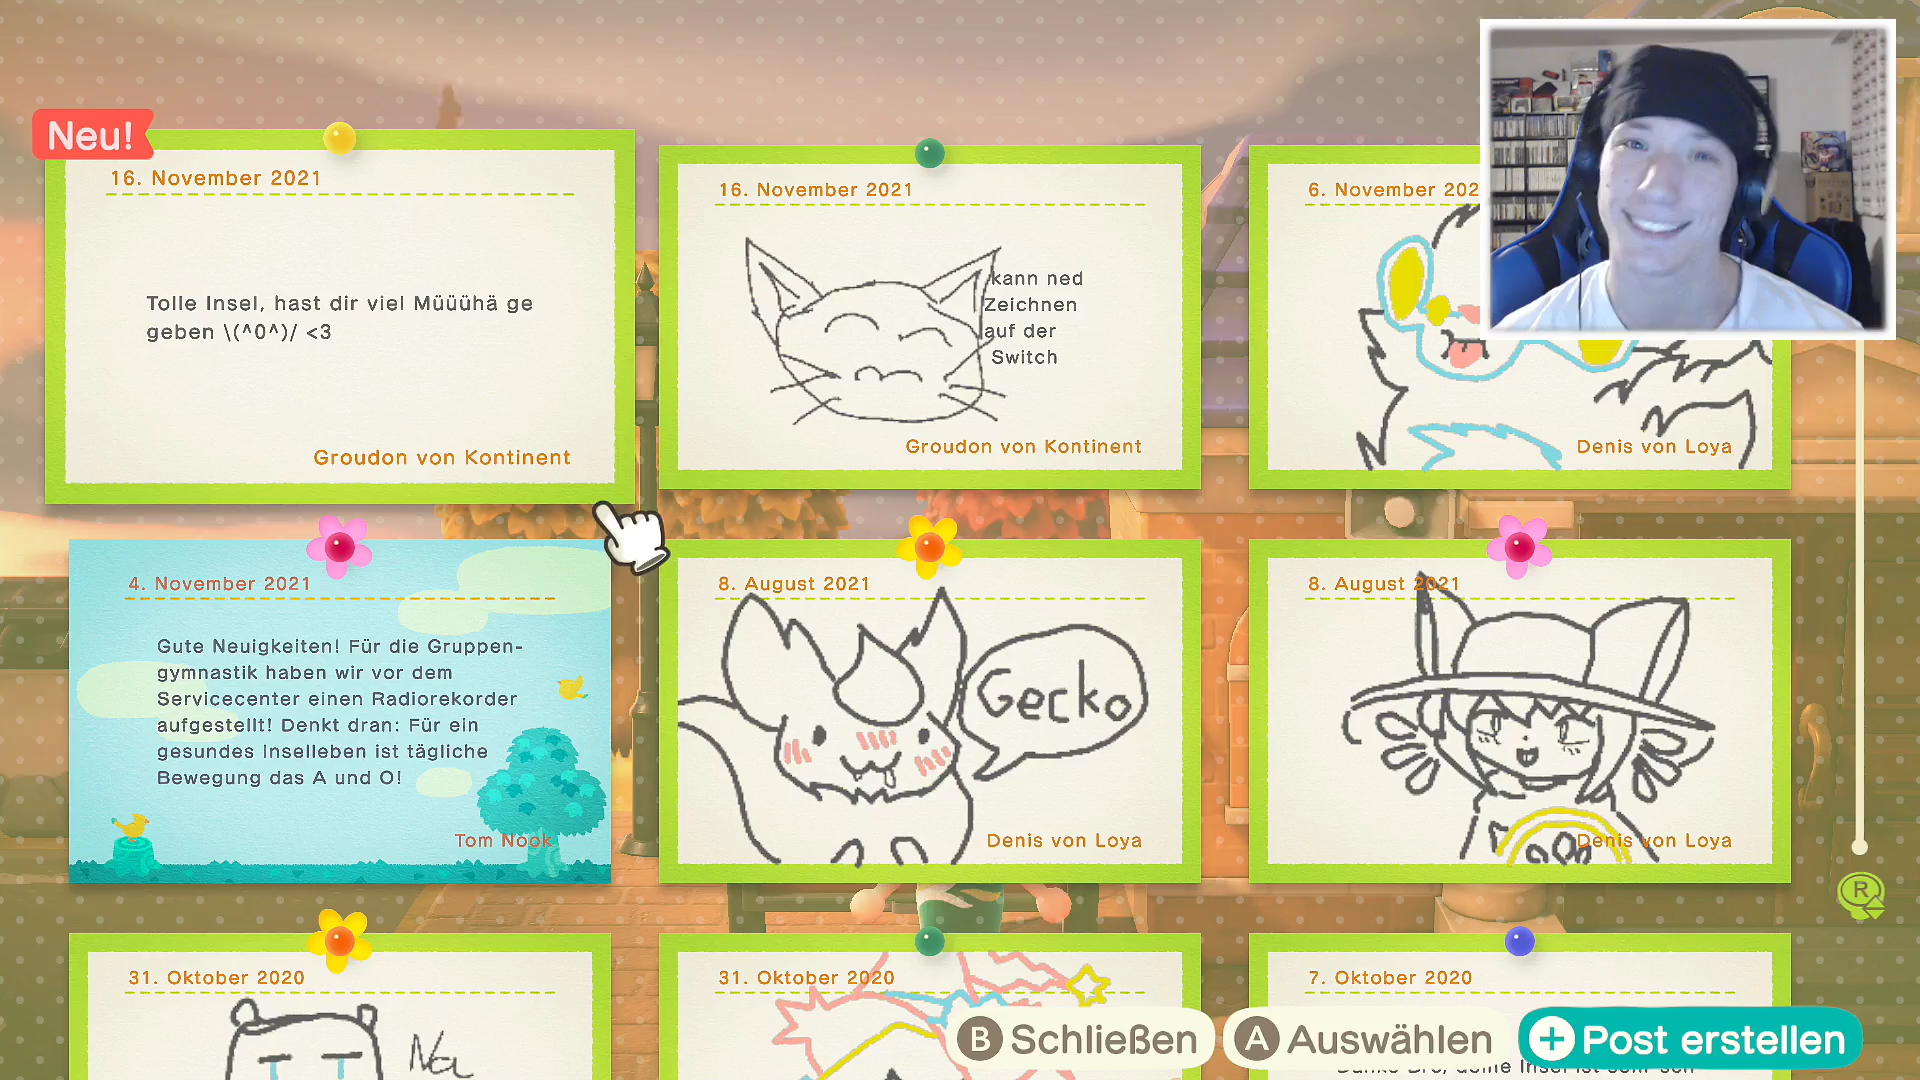 Neu!
16. November 2021
Tolle Insel, hast dir viel Müüühä ge
geben \(^0^)/ <3
Groudon von Kontinent
16. November 2021
kann ned
Zeichnen
auf der
Switch
Groudon von Kontinent
6. November 202
Denis von Loya
4. November 2021
Gute Neuigkeiten! Für die Gruppen-
gymnastik haben wir vor dem
Servicecenter einen Radiorekorder
aufgestellt! Denkt dran: Für ein
gesundes Inselleben ist tägliche
Bewegung das A und O!
Tom Nook
8. August 2021
Gecko
Denis von Loya
8. August 2021
Denis von Loya
R
31. Oktober 2020
Na
31. Oktober 2020
7. Oktober 2020
B Schließen
A Auswählen
+ Post erstellen